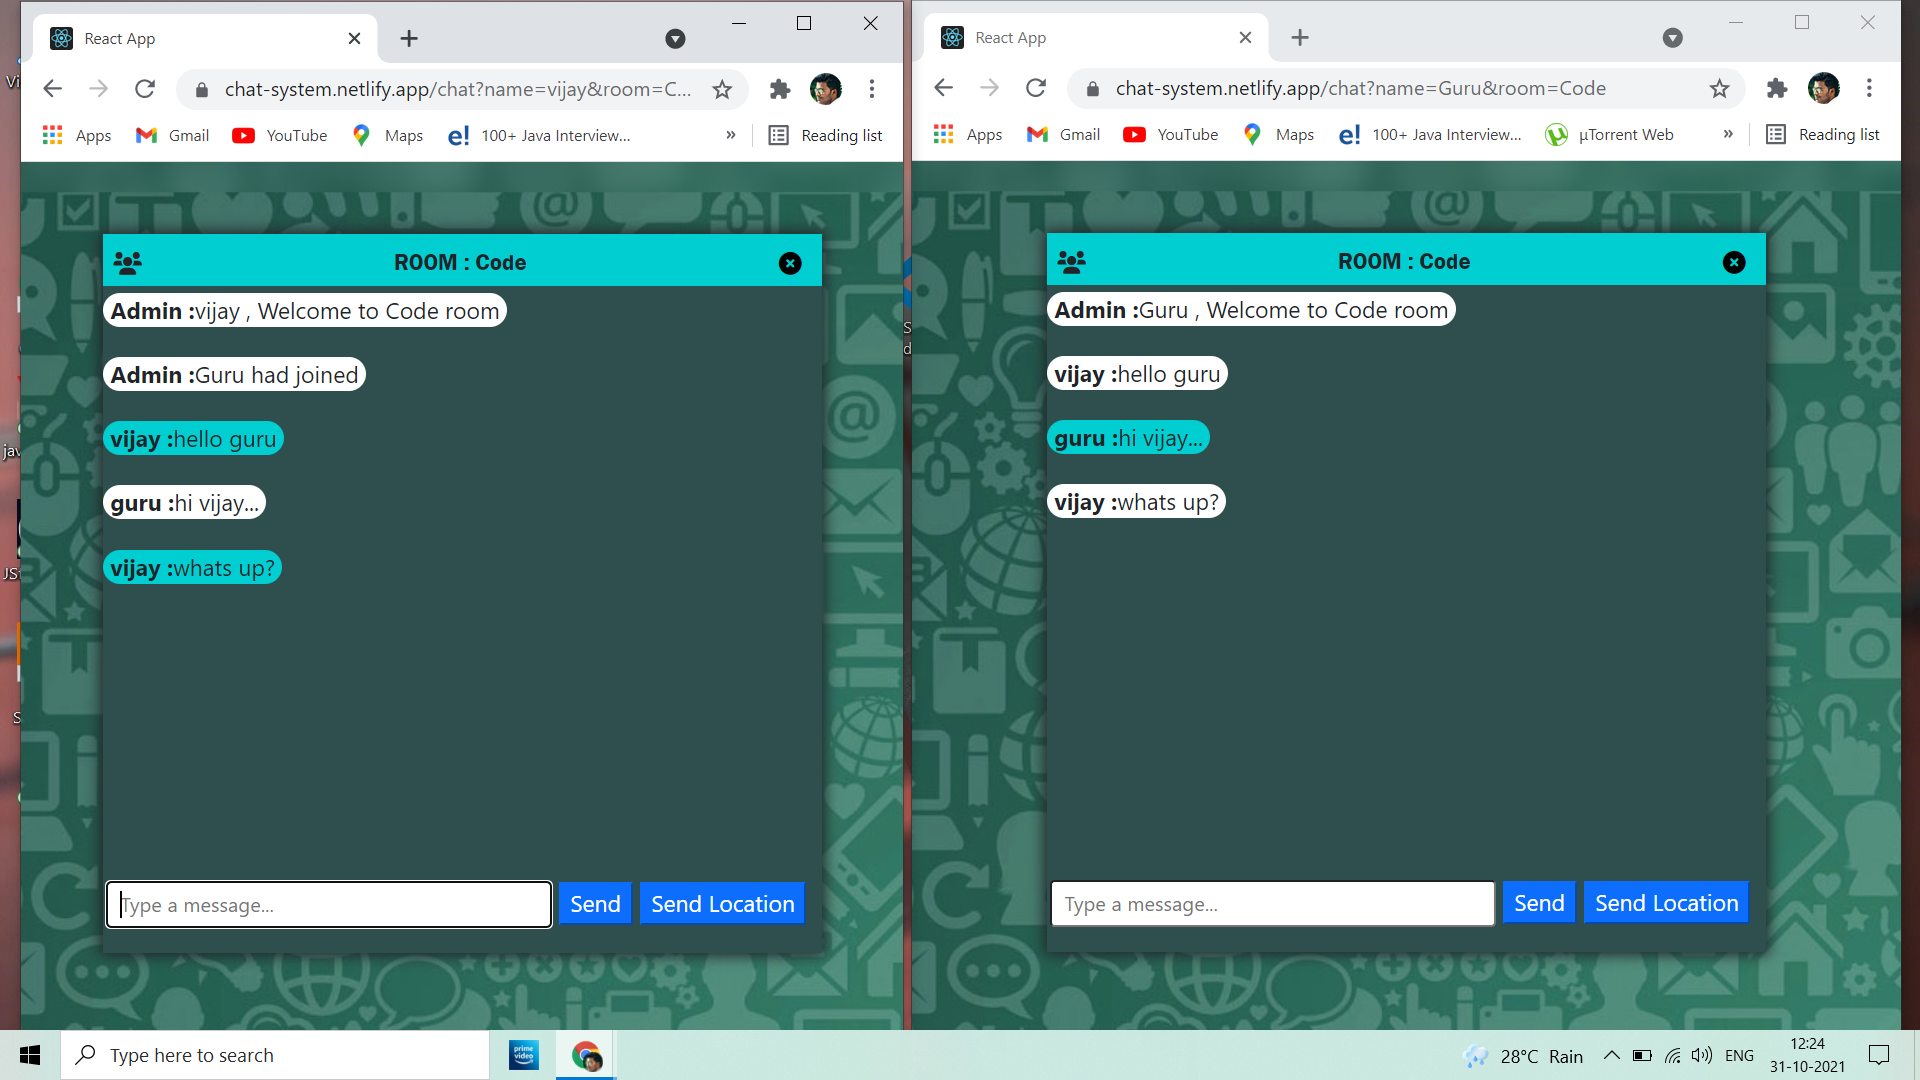 React App
chat-system.netlify.app/chat?name=vijay&room=C...
Apps
Gmail
YouTube
Maps
e! 100+ Java Interview...
»
Reading list
ROOM : Code
Admin :vijay , Welcome to Code room
Admin :Guru had joined
vijay :hello guru
guru :hi vijay...
vijay :whats up?
Type a message...
Send
Send Location
React App
chat-system.netlify.app/chat?name=Guru&room=Code
Apps
Gmail
YouTube
Maps
e! 100+ Java Interview...
µTorrent Web
»
Reading list
ROOM : Code
Admin :Guru , Welcome to Code room
vijay :hello guru
guru :hi vijay...
vijay :whats up?
Type a message...
Send
Send Location
Type here to search
prime video
28°C Rain
ENG
12:24
31-10-2021